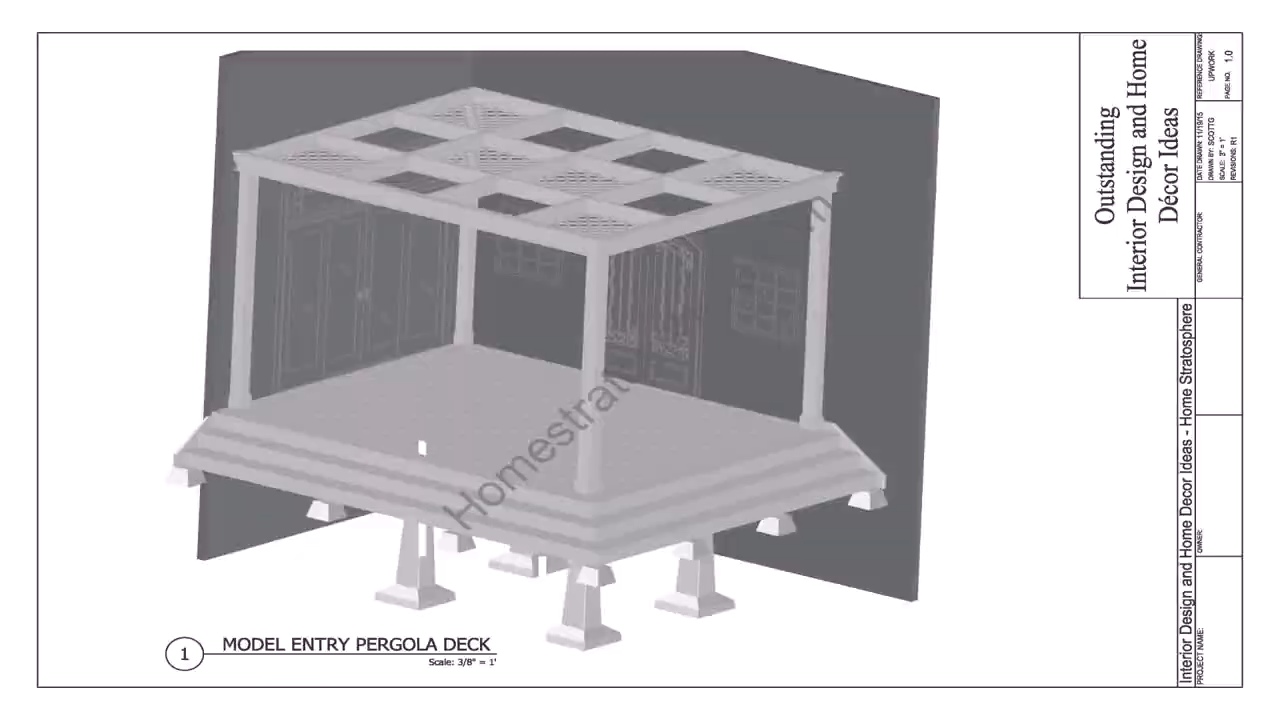 Homestrat
m
1
MODEL ENTRY PERGOLA DECK
Scale: 3/8" = 1'
Outstanding
Interior Design and Home
Décor Ideas
Interior Design and Home Decor Ideas - Home Stratosphere
PROJECT NAME:
OWNER:
GENERAL CONTRACTOR:
DATE DRAWN: 11/19/15
DRAWN BY: SCOTTG
SCALE: 3" = 1'
REVISIONS: R1
REFERENCE DRAWING:
UPWORK
PAGE NO. 1.0